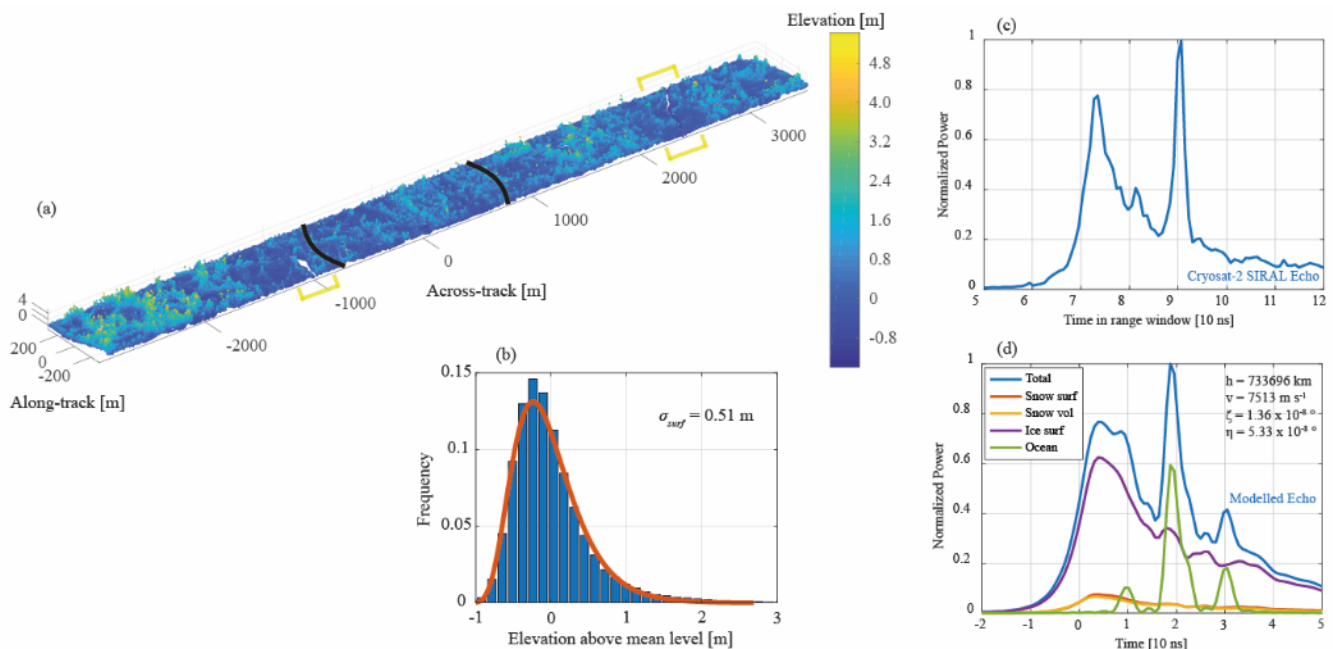 Elevation [m]
4.8
4.0
3.2
2.4
1.6
0.8
0
-0.8
(a)
3000
2000
1000
0
-1000
-2000
Across-track [m]
4
0
200
0
-200
Along-track [m]
(b)
0.15
0.1
0.05
0
Frequency
σsurf = 0.51 m
-1 0 1 2 3
Elevation above mean level [m]
(c)
1
0.8
0.6
0.4
0.2
0
Normalized Power
Cryosat-2 SIRAL Echo
5 6 7 8 9 10 11 12
Time in range window [10 ns]
(d)
1
0.8
0.6
0.4
0.2
0
Normalized Power
Total
Snow surf
Snow vol
Ice surf
Ocean
h = 733696 km
v = 7513 m s-1
ζ = 1.36 x 10-8 º
η = 5.33 x 10-8 º
Modelled Echo
-2 -1 0 1 2 3 4 5
Time [10 ns]